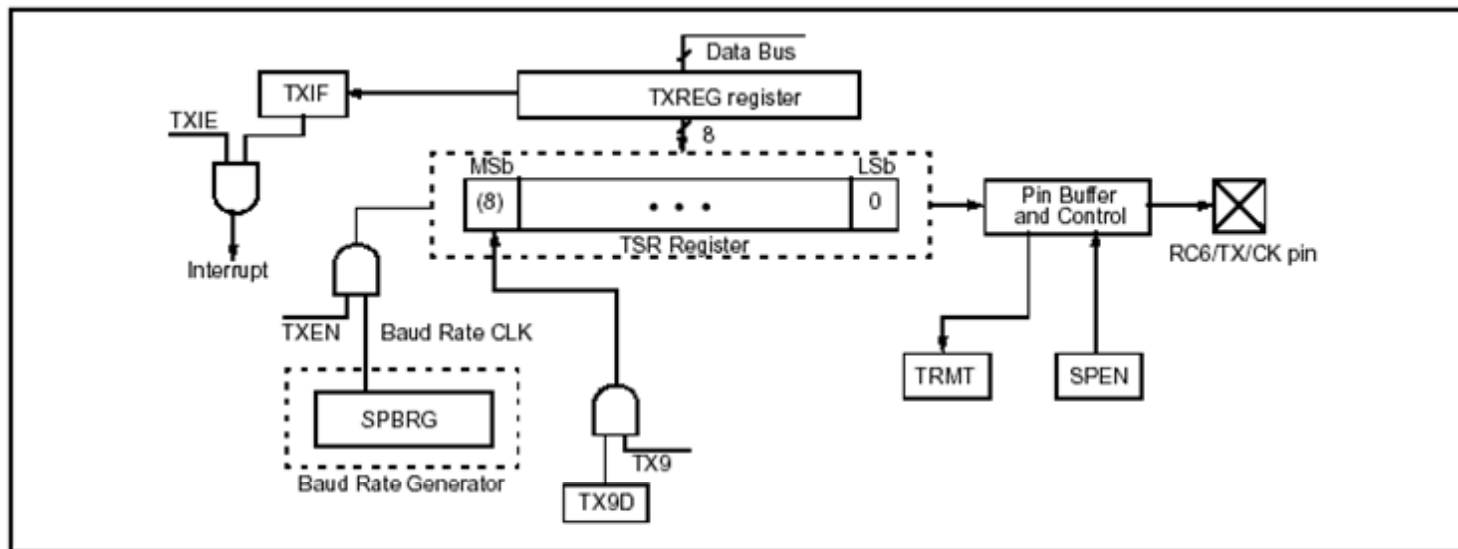 Data Bus
TXIF
TXREG register
TXIE
8
MSb
LSb
(8)
• • •
0
Pin Buffer
and Control
TSR Register
RC6/TX/CK pin
Interrupt
TXEN
Baud Rate CLK
TRMT
SPEN
SPBRG
TX9
Baud Rate Generator
TX9D